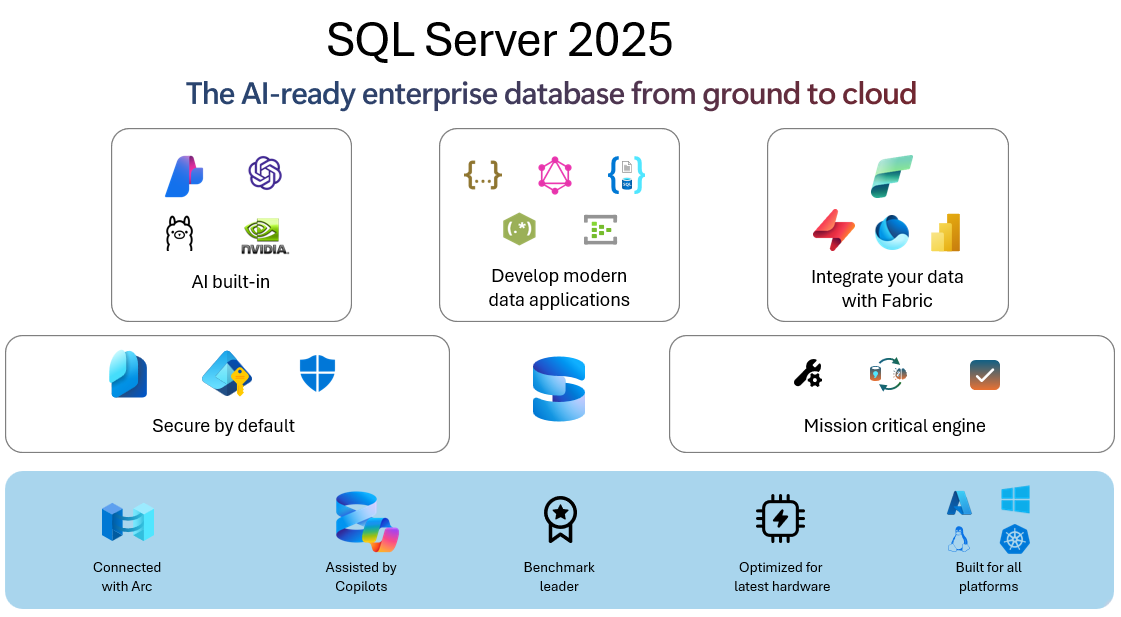 SQL Server 2025
The AI-ready enterprise database from ground to cloud
{...}
NVIDIA.
(.*)
SQL
AI built-in
Develop modern
data applications
Integrate your data
with Fabric
Secure by default
Mission critical engine
Connected
with Arc
Assisted by
Copilots
Benchmark
leader
Optimized for
latest hardware
Built for all
platforms